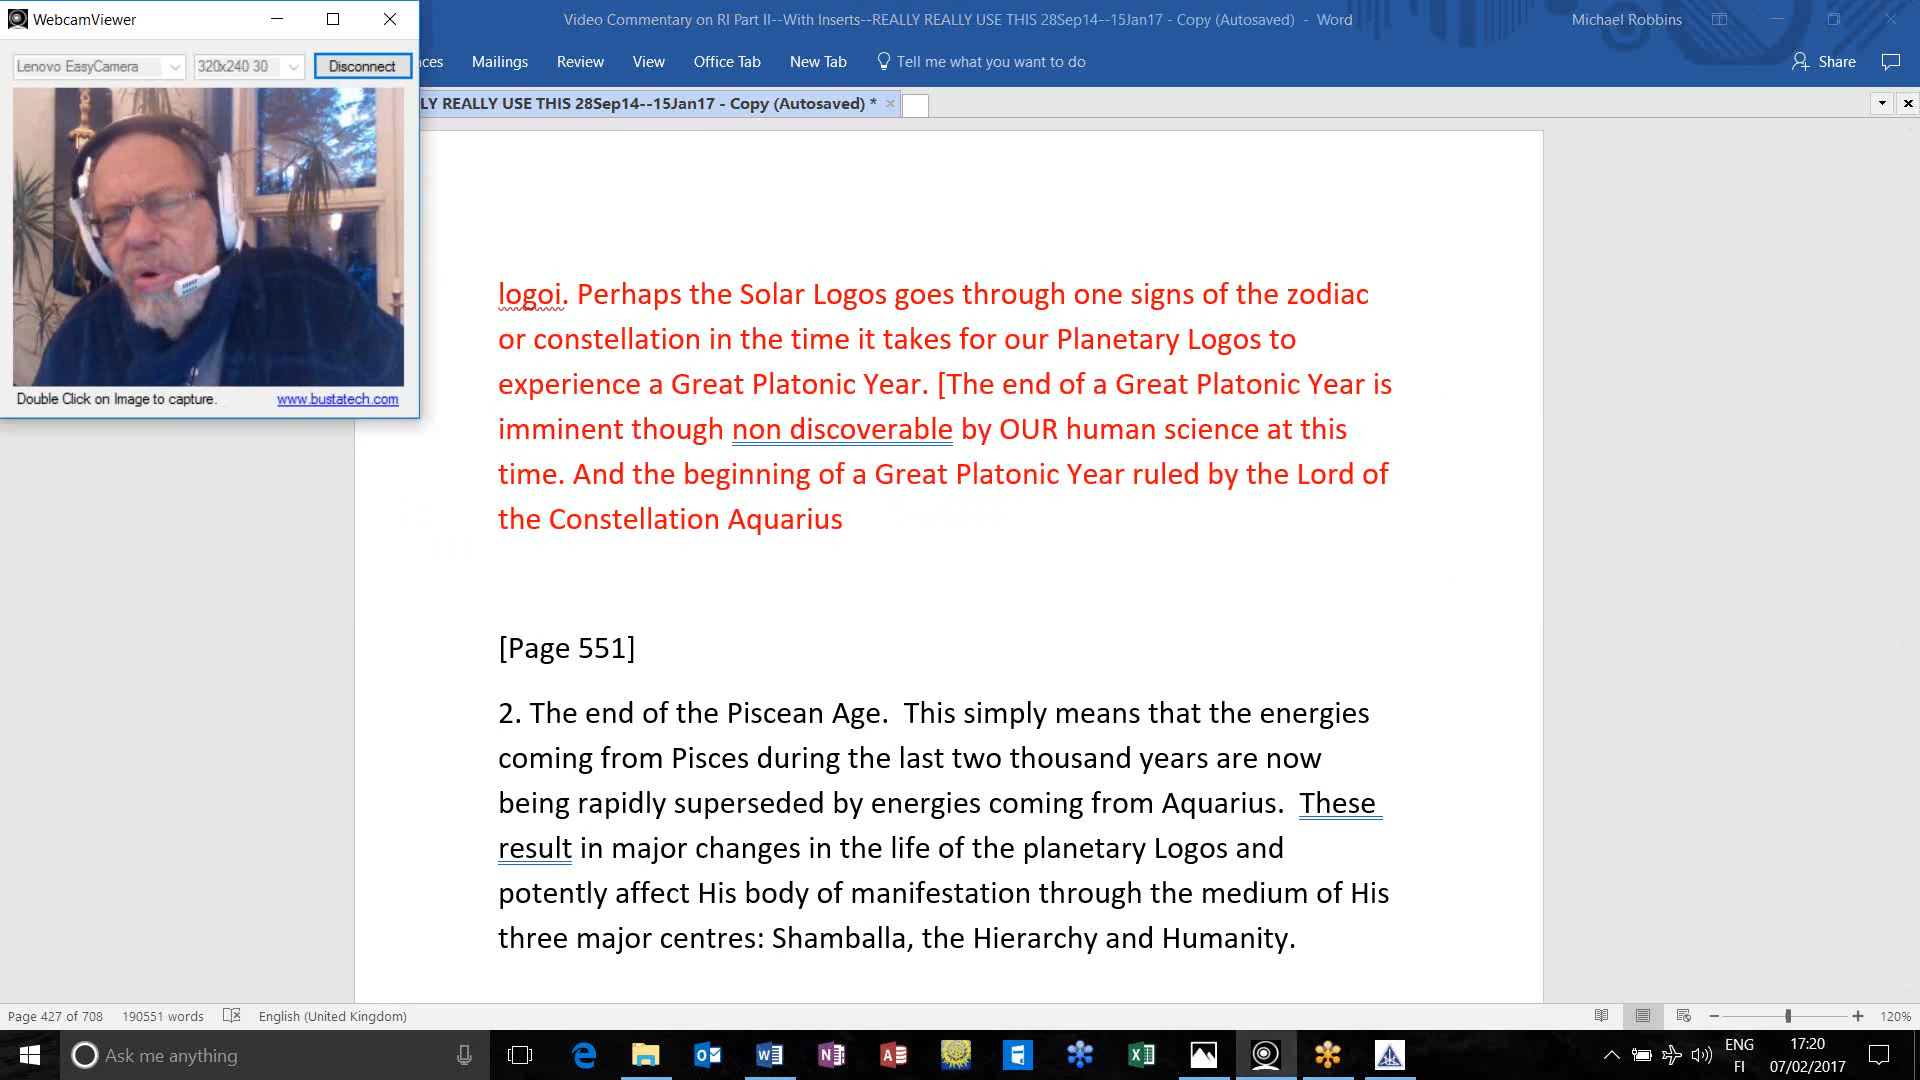 WebcamViewer
Lenovo EasyCamera
320x240 30
Disconnect
Double Click on Image to capture.
www.bustatech.com
Video Commentary on RI Part II--With Inserts--REALLY REALLY USE THIS 28Sep14--15Jan17 - Copy (Autosaved) - Word
Michael Robbins
ces
Mailings
Review
View
Office Tab
New Tab
Tell me what you want to do
Share
LY REALLY USE THIS 28Sep14--15Jan17 - Copy (Autosaved) *
logoi. Perhaps the Solar Logos goes through one signs of the zodiac
or constellation in the time it takes for our Planetary Logos to
experience a Great Platonic Year. [The end of a Great Platonic Year is
imminent though non discoverable by OUR human science at this
time. And the beginning of a Great Platonic Year ruled by the Lord of
the Constellation Aquarius
[Page 551]
2. The end of the Piscean Age.  This simply means that the energies
coming from Pisces during the last two thousand years are now
being rapidly superseded by energies coming from Aquarius.  These
result in major changes in the life of the planetary Logos and
potently affect His body of manifestation through the medium of His
three major centres: Shamballa, the Hierarchy and Humanity.
Page 427 of 708
190551 words
English (United Kingdom)
120%
Ask me anything
ENG
FI
17:20
07/02/2017